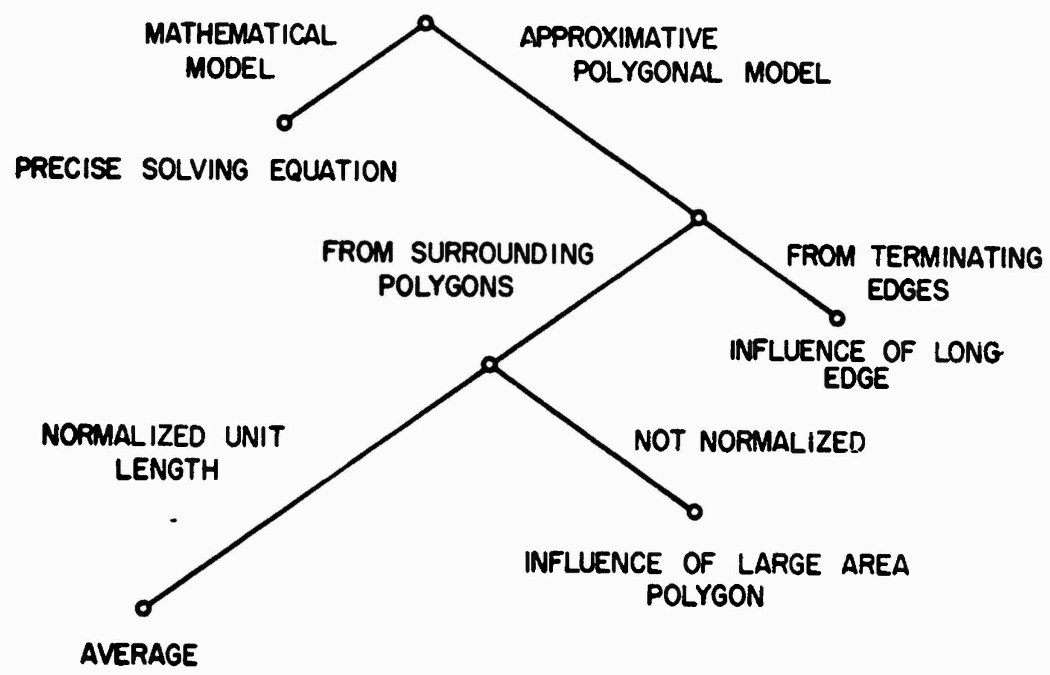 MATHEMATICAL
MODEL
APPROXIMATIVE
POLYGONAL MODEL
PRECISE SOLVING EQUATION
FROM SURROUNDING
POLYGONS
FROM TERMINATING
EDGES
INFLUENCE OF LONG
EDGE
NORMALIZED UNIT
LENGTH
NOT NORMALIZED
INFLUENCE OF LARGE AREA
POLYGON
AVERAGE